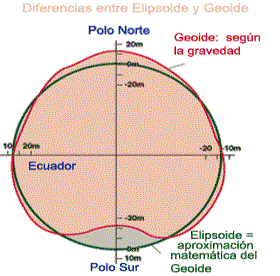 Diferencias entre Elipsoide y Geoide
Polo Norte
20m
Geoide: según
la gravedad
0m
-20m
10
20m
-20
-10m
Ecuador
-30m
Elipsoide =
aproximación
matemática del
Geoide
0m
10m
Polo Sur